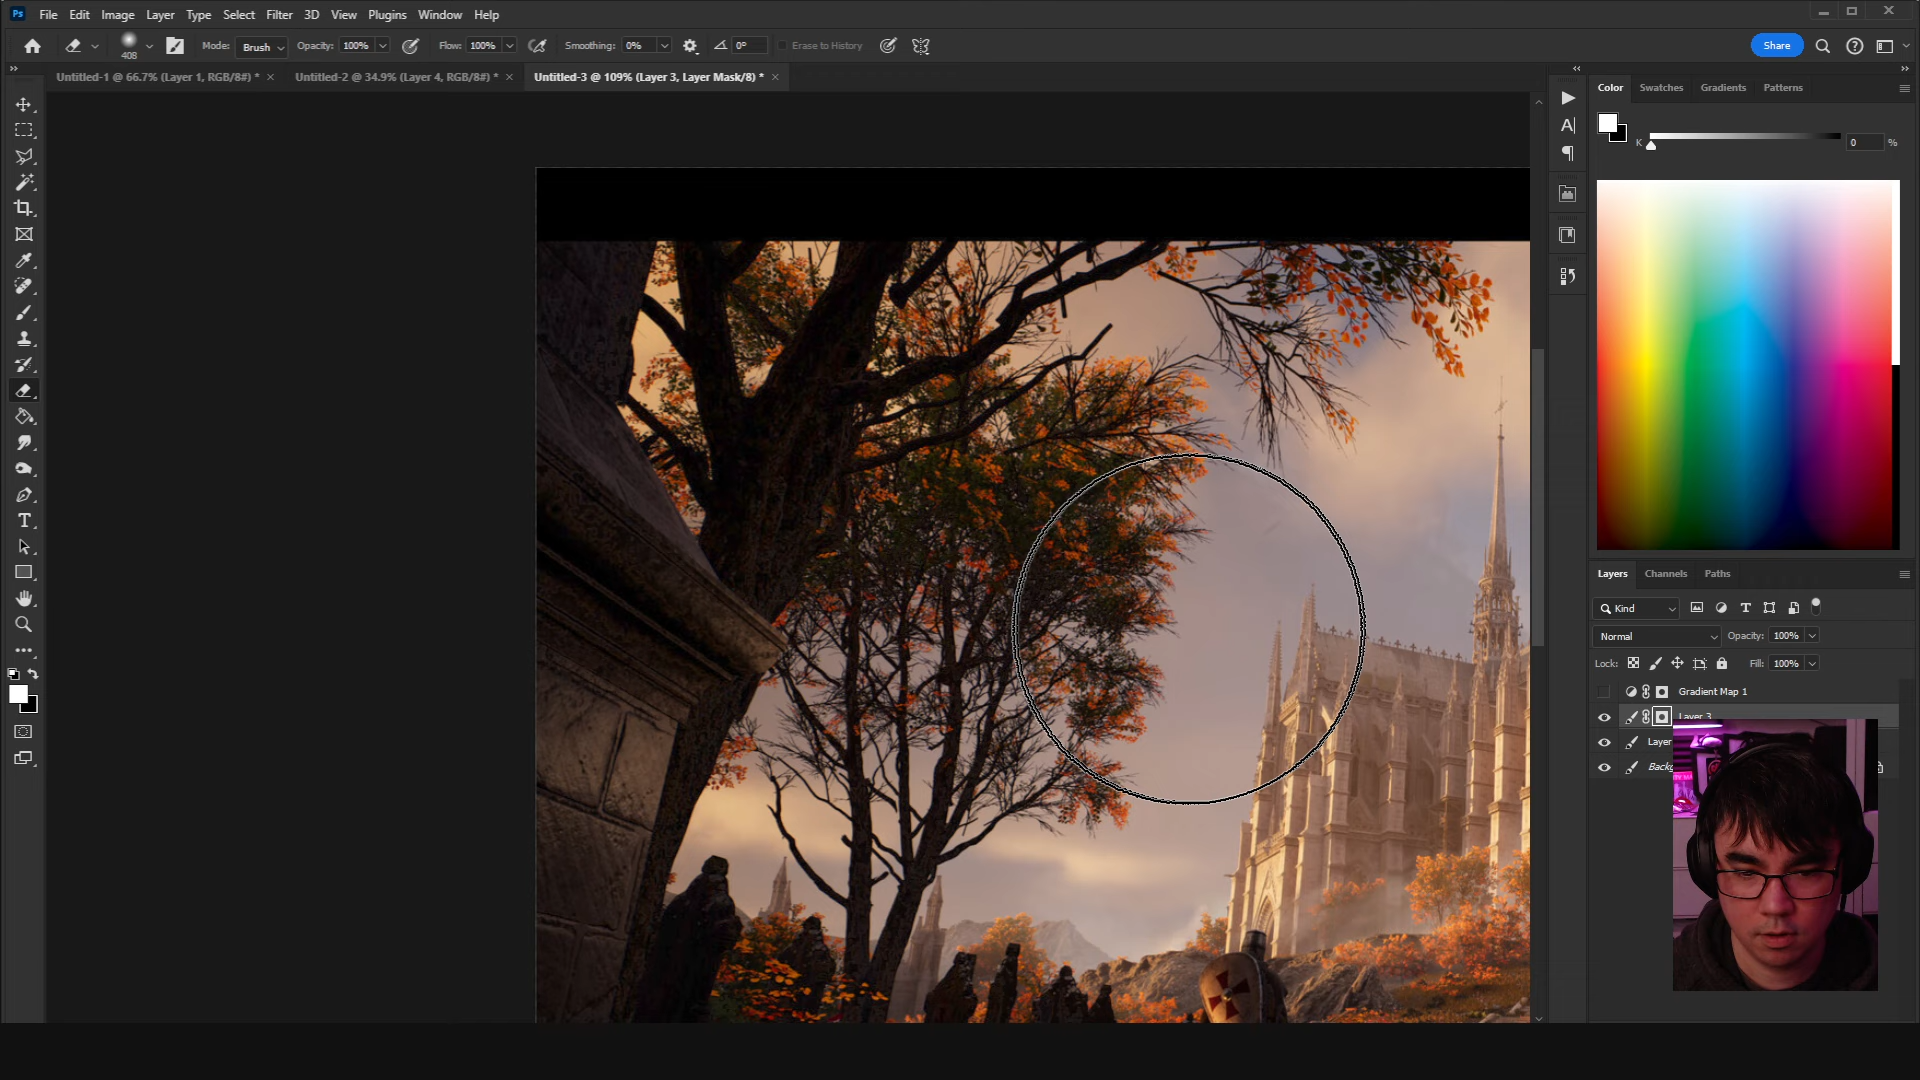 Ps File Edit Image Layer Type Select Filter 3D View Plugins Window Help
408 Mode: Brush Opacity: 100% Flow: 100% Smoothing: 0% 0° Erase to History Share
Untitled-1 @ 66.7% (Layer 1, RGB/8#) * × Untitled-2 @ 34.9% (Layer 4, RGB/8#) * × Untitled-3 @ 109% (Layer 3, Layer Mask/8) * ×
Color Swatches Gradients Patterns
K 0 %
Layers Channels Paths
Kind
Normal Opacity: 100%
Lock: Fill: 100%
Gradient Map 1
Layer 3
Layer